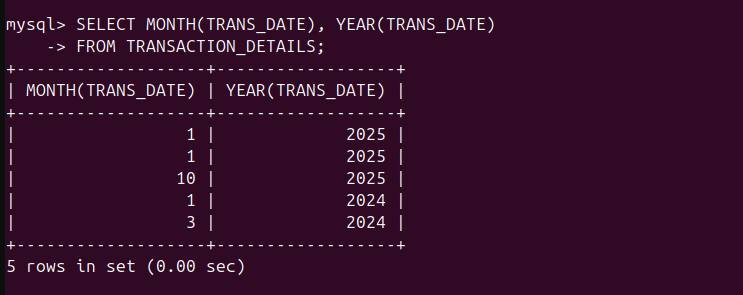 mysql> SELECT MONTH(TRANS_DATE), YEAR(TRANS_DATE)
    -> FROM TRANSACTION_DETAILS;
+-------------------+------------------+
| MONTH(TRANS_DATE) | YEAR(TRANS_DATE) |
+-------------------+------------------+
|                 1 |             2025 |
|                 1 |             2025 |
|                10 |             2025 |
|                 1 |             2024 |
|                 3 |             2024 |
+-------------------+------------------+
5 rows in set (0.00 sec)